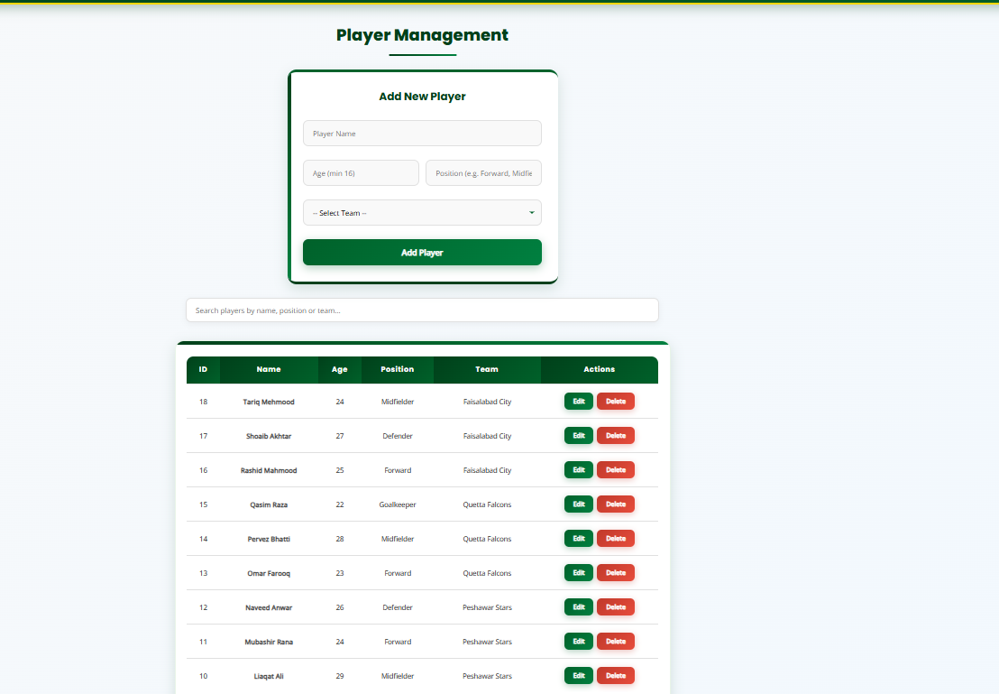 Player Management
Add New Player
Player Name
Age (min 16) Position (e.g. Forward, Midfie
-- Select Team --
Add Player
Search players by name, position or team...
ID Name Age Position Team Actions
18 Tariq Mehmood 24 Midfielder Faisalabad City Edit Delete
17 Shoaib Akhtar 27 Defender Faisalabad City Edit Delete
16 Rashid Mahmood 25 Forward Faisalabad City Edit Delete
15 Qasim Raza 22 Goalkeeper Quetta Falcons Edit Delete
14 Pervez Bhatti 28 Midfielder Quetta Falcons Edit Delete
13 Omar Farooq 23 Forward Quetta Falcons Edit Delete
12 Naveed Anwar 26 Defender Peshawar Stars Edit Delete
11 Mubashir Rana 24 Forward Peshawar Stars Edit Delete
10 Liaqat Ali 29 Midfielder Peshawar Stars Edit Delete